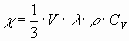 χ = 1/3 · V · λ · ρ · C_V